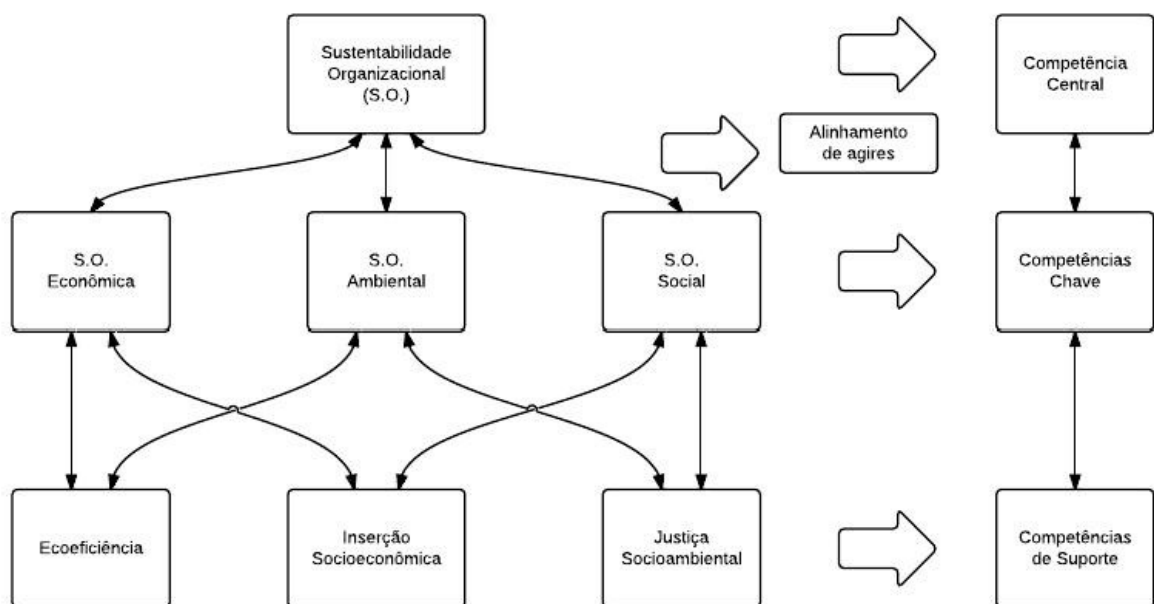 Sustentabilidade
Organizacional
(S.O.)
Competência
Central
Alinhamento
de agires
S.O.
Econômica
S.O.
Ambiental
S.O.
Social
Competências
Chave
Ecoeficiência
Inserção
Socioeconômica
Justiça
Socioambiental
Competências
de Suporte